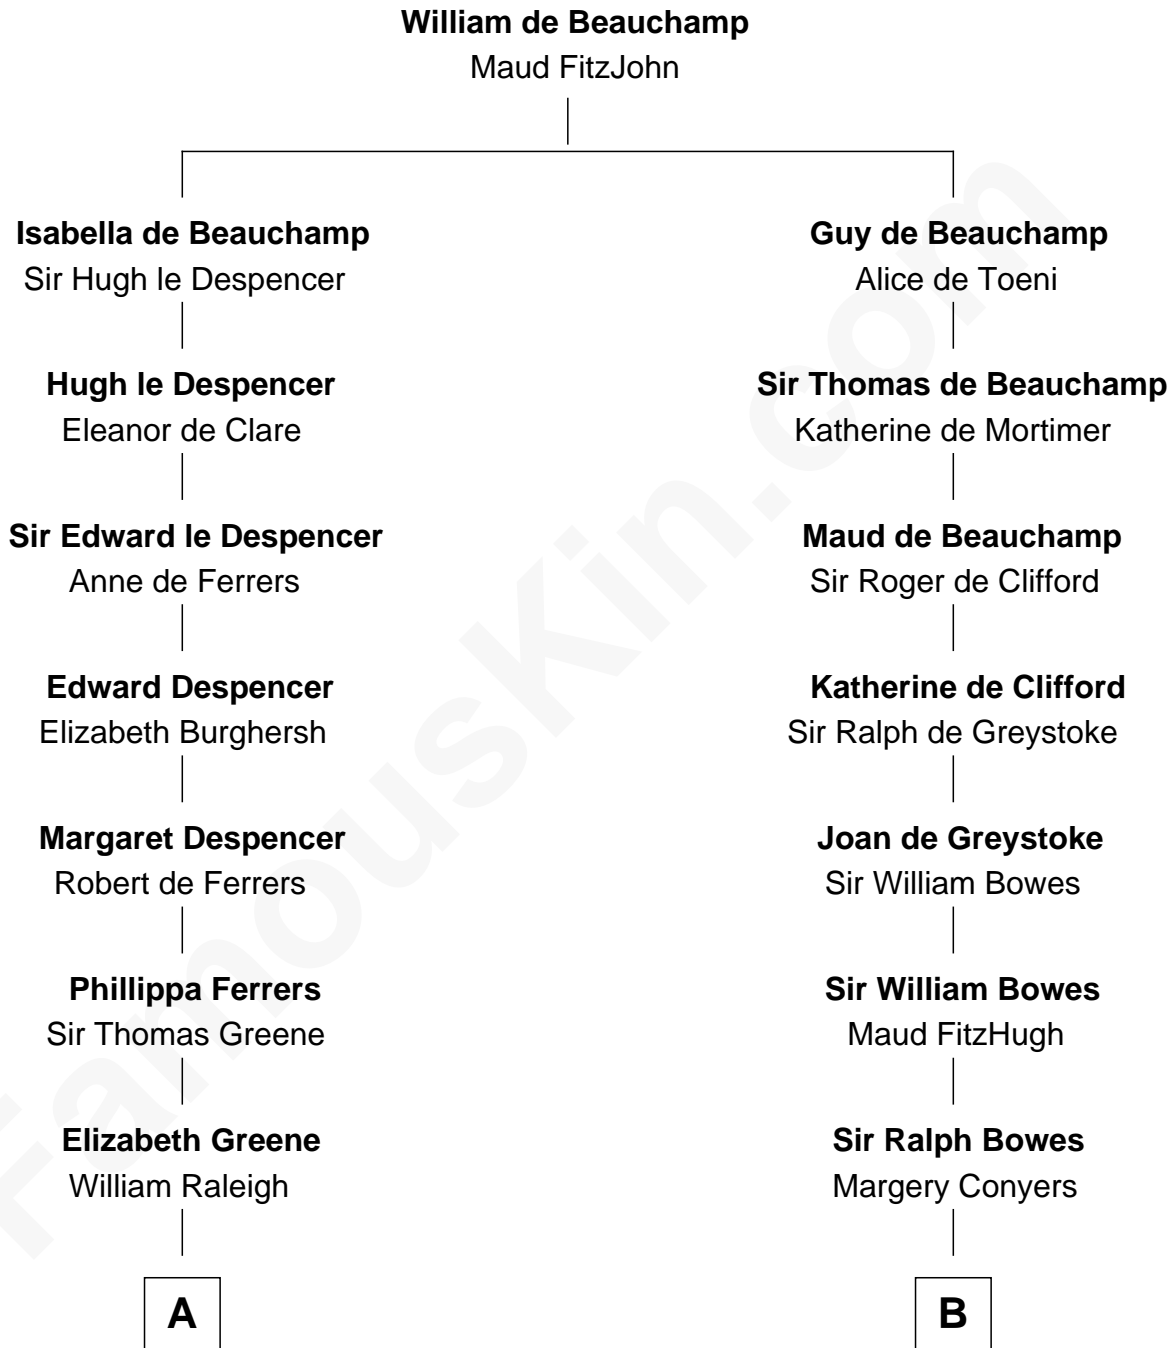 William de Beauchamp
Maud FitzJohn
Isabella de Beauchamp
Sir Hugh le Despencer
Guy de Beauchamp
Alice de Toeni
Hugh le Despencer
Eleanor de Clare
Sir Thomas de Beauchamp
Katherine de Mortimer
Sir Edward le Despencer
Anne de Ferrers
Maud de Beauchamp
Sir Roger de Clifford
Edward Despencer
Elizabeth Burghersh
Katherine de Clifford
Sir Ralph de Greystoke
Margaret Despencer
Robert de Ferrers
Joan de Greystoke
Sir William Bowes
Phillippa Ferrers
Sir Thomas Greene
Sir William Bowes
Maud FitzHugh
Elizabeth Greene
William Raleigh
Sir Ralph Bowes
Margery Conyers
A
B
FamousKin.com